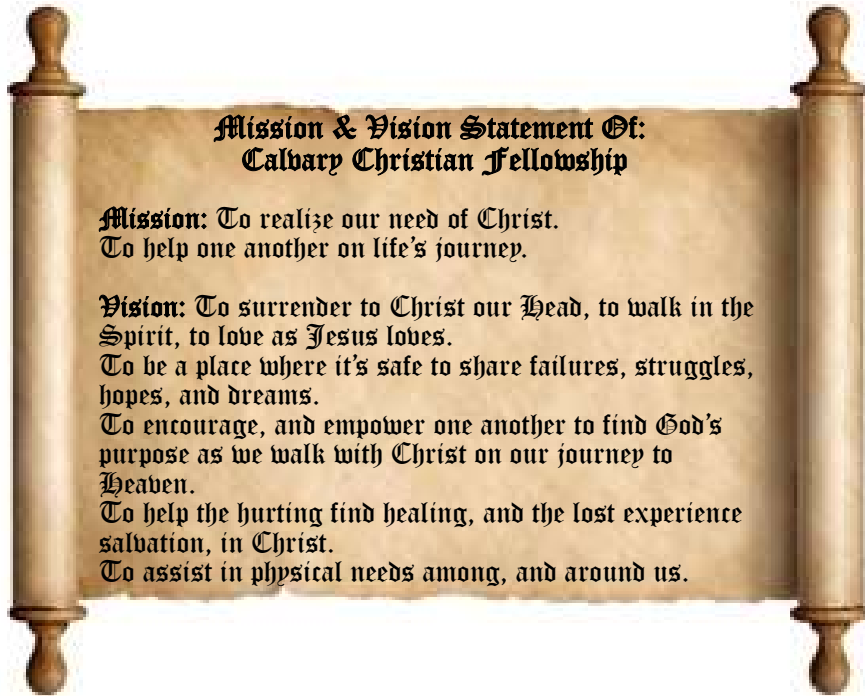 Mission & Vision Statement Of:
Calvary Christian Fellowship
Mission: To realize our need of Christ.
To help one another on life's journey.
Vision: To surrender to Christ our Head, to walk in the
Spirit, to love as Jesus loves.
To be a place where it's safe to share failures, struggles,
hopes, and dreams.
To encourage, and empower one another to find God's
purpose as we walk with Christ on our journey to
Heaven.
To help the hurting find healing, and the lost experience
salvation, in Christ.
To assist in physical needs among, and around us.